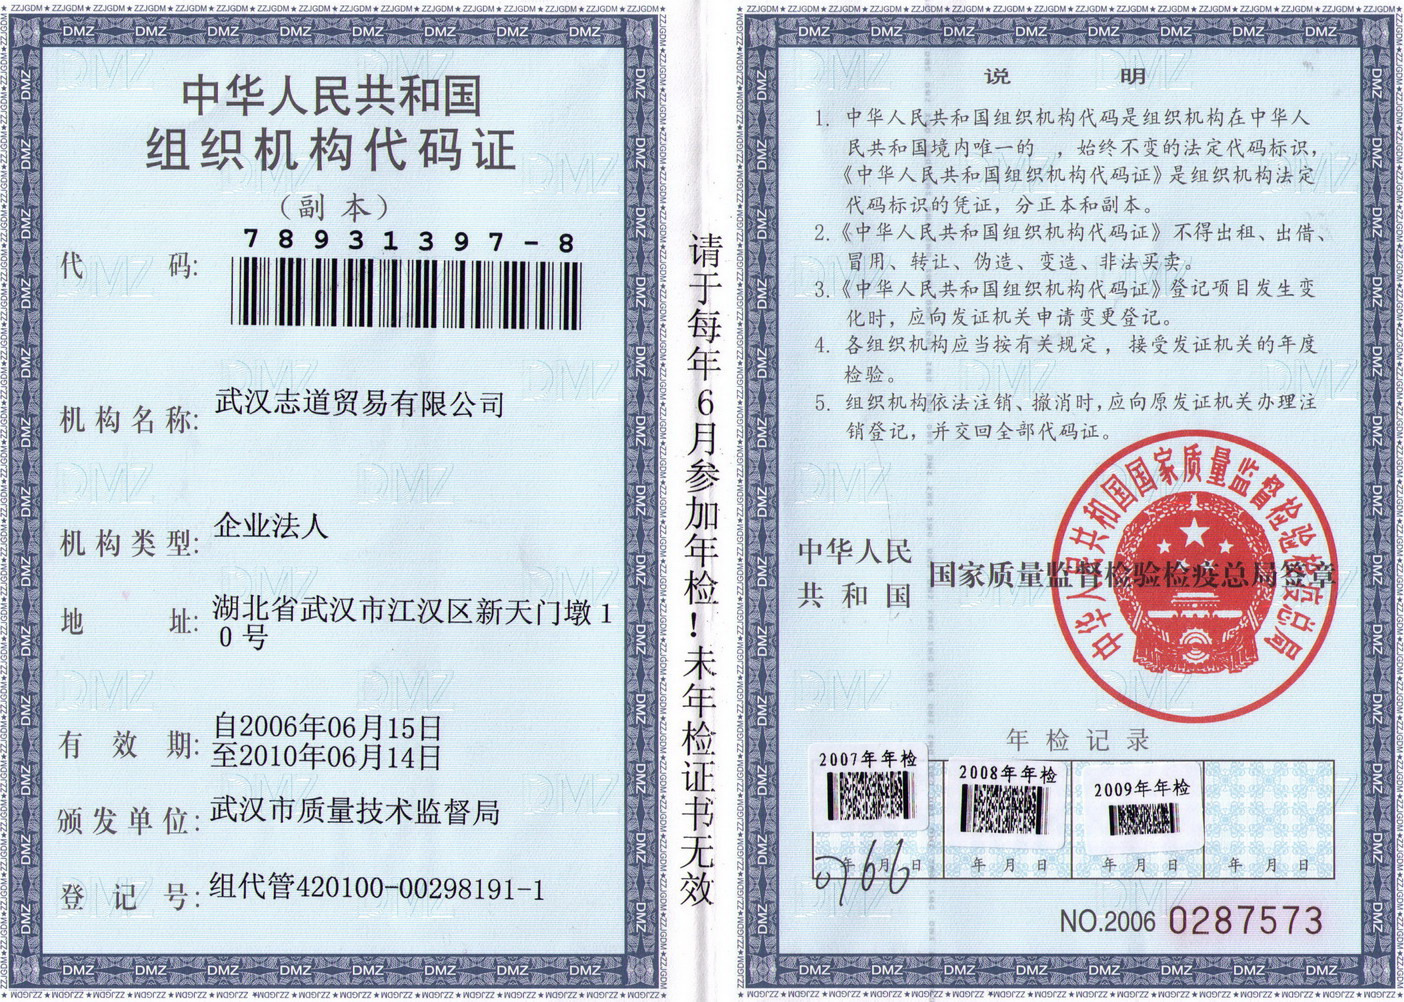 中华人民共和国
组织机构代码证
（副 本）
代 码: 78931397-8
机构名称: 武汉志道贸易有限公司
机构类型: 企业法人
地 址: 湖北省武汉市江汉区新天门墩1
0号
有 效 期: 自2006年06月15日
至2010年06月14日
颁发单位: 武汉市质量技术监督局
登 记 号: 组代管420100-00298191-1
请于每年6月参加年检！未年检证书无效
说 明
1. 中华人民共和国组织机构代码是组织机构在中华人
民共和国境内唯一的 ，始终不变的法定代码标识，
《中华人民共和国组织机构代码证》是组织机构法定
代码标识的凭证，分正本和副本。
2.《中华人民共和国组织机构代码证》不得出租、出借、
冒用、转让、伪造、变造、非法买卖。
3.《中华人民共和国组织机构代码证》登记项目发生变
化时，应向发证机关申请变更登记。
4. 各组织机构应当按有关规定，接受发证机关的年度
检验。
5. 组织机构依法注销、撤消时，应向原发证机关办理注
销登记，并交回全部代码证。
中华人民共和国国家质量监督检验检疫总局
中华人民
共 和 国
国家质量监督检验检疫总局签章
年 检 记 录
2007年年检
2008年年检
2009年年检
年 月 日
年 月 日
年 月 日
年 月 日
NO.2006 0287573